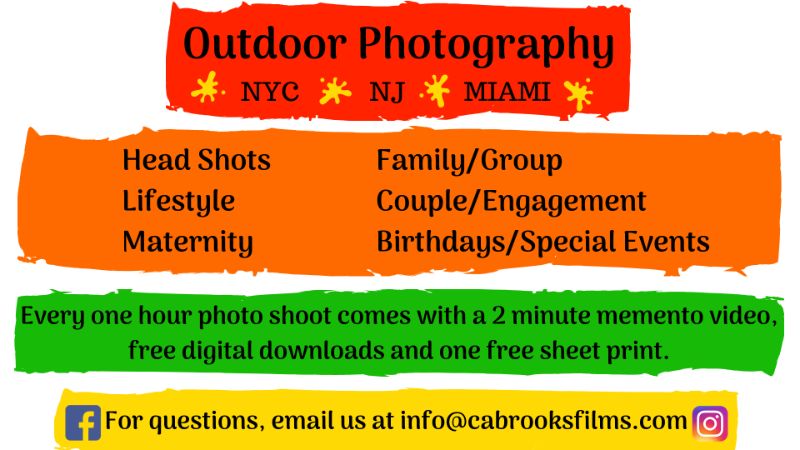 Outdoor Photography
NYC NJ MIAMI
Head Shots
Lifestyle
Maternity
Family/Group
Couple/Engagement
Birthdays/Special Events
Every one hour photo shoot comes with a 2 minute memento video,
free digital downloads and one free sheet print.
For questions, email us at info@cabrooksfilms.com